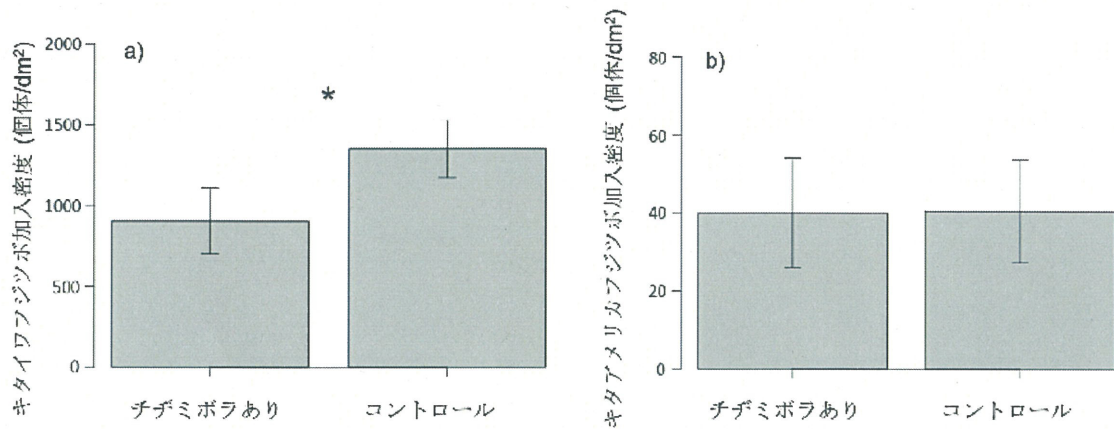 a)
キタイワフジツボ加入密度 (個体/dm²)
2000
1500
1000
500
0
*
チヂミボラあり
コントロール
b)
キタアメリカフジツボ加入密度 (個体/dm²)
80
60
40
20
0
チヂミボラあり
コントロール